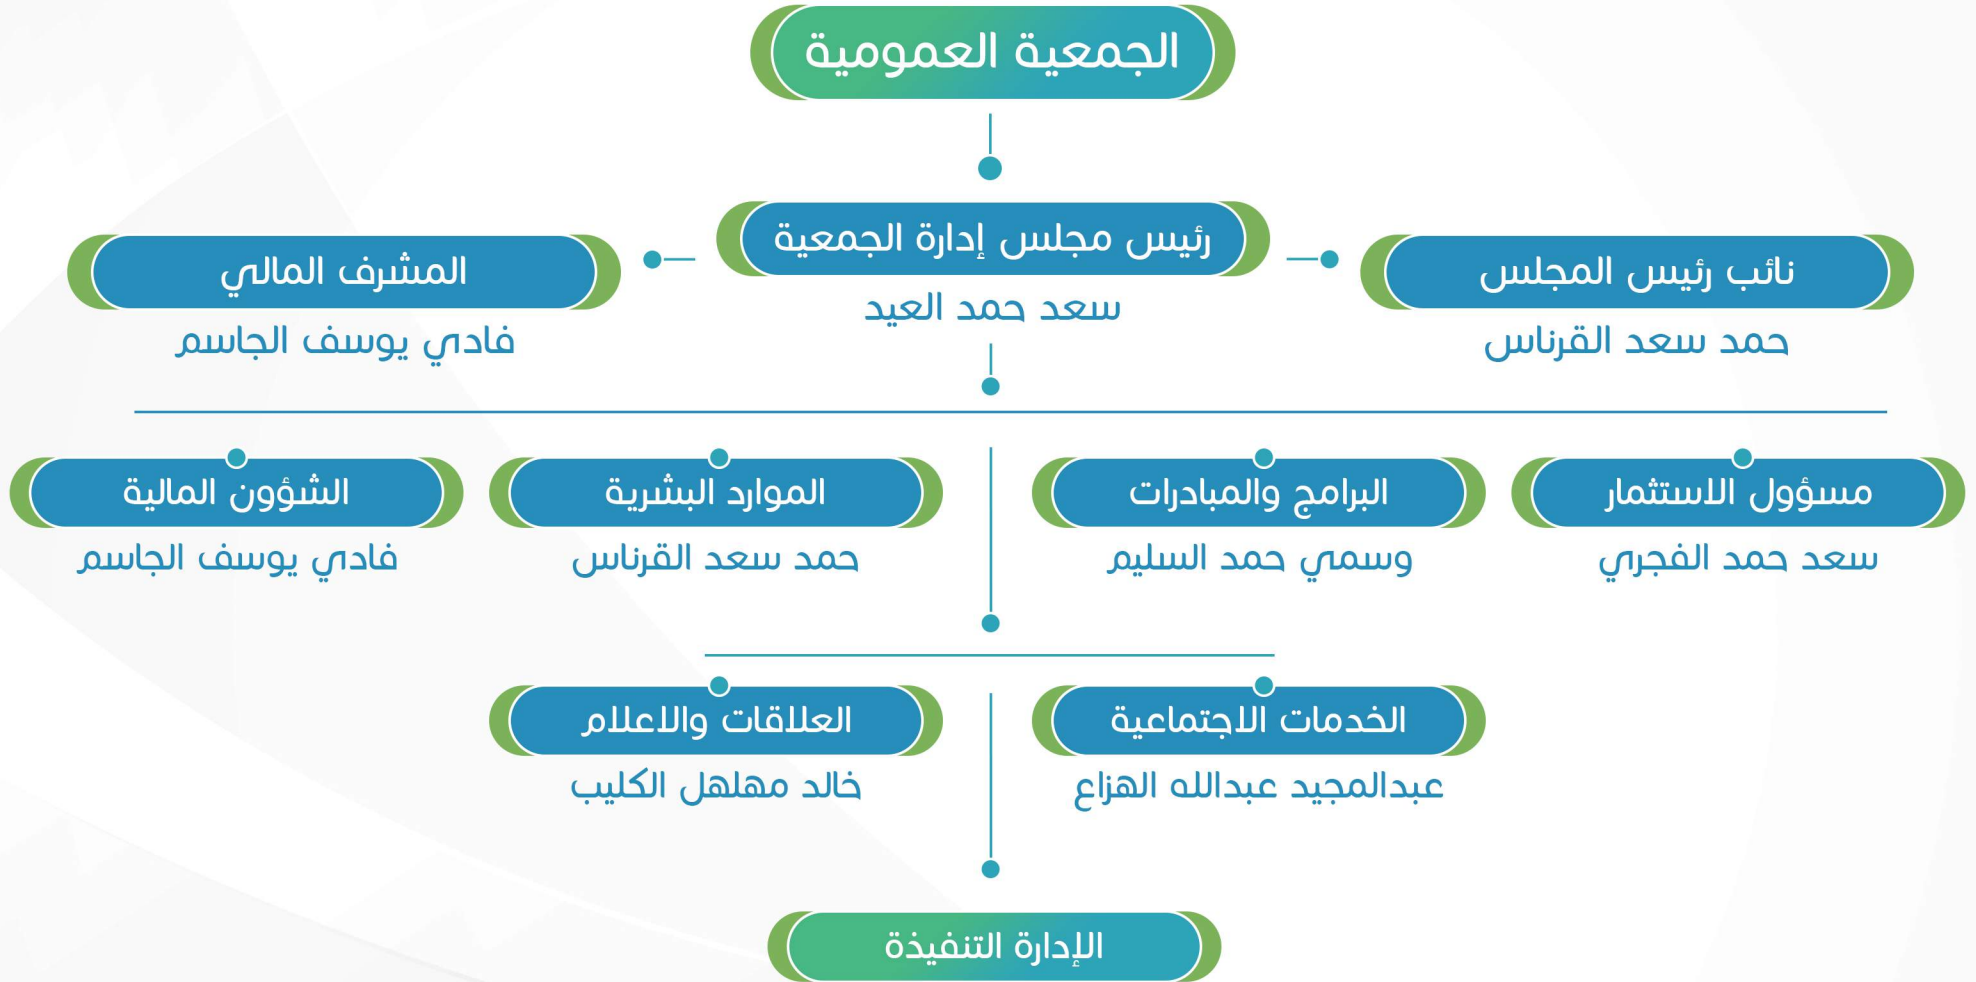 الجمعية العمومية
رئيس مجلس إدارة الجمعية
سعد حمد العيد
نائب رئيس المجلس
حمد سعد القرناس
المشرف المالي
فادي يوسف الجاسم
مسؤول الاستثمار
سعد حمد الفجري
البرامج والمبادرات
وسمي حمد السليم
الموارد البشرية
حمد سعد القرناس
الشؤون المالية
فادي يوسف الجاسم
الخدمات الاجتماعية
عبدالمجيد عبدالله الهزاع
العلاقات والاعلام
خالد مهلهل الكليب
الإدارة التنفيذة